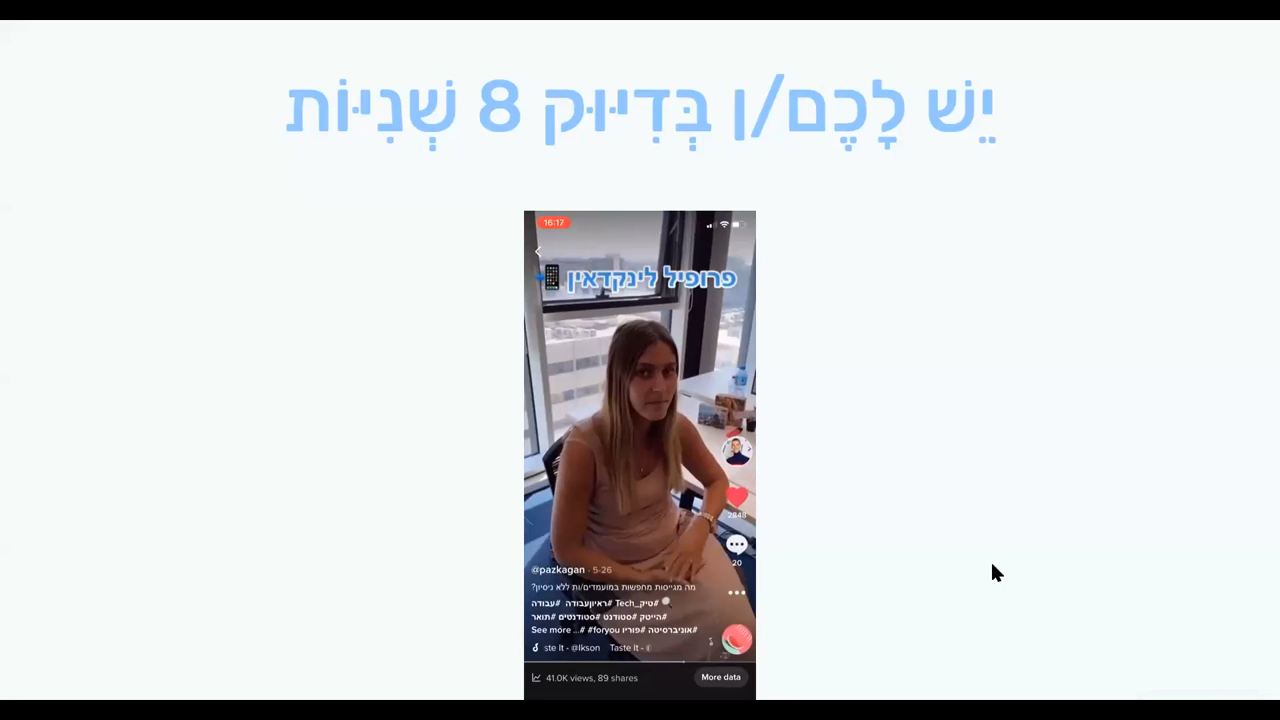 יֵשׁ לָכֶם/ן בְּדִיּוּק 8 שְׁנִיּוֹת
16:17
פרופיל לינקדאין
@pazkagan · 5-26
מה מגייסות מחפשות במועמדים/ות ללא ניסיון?
#טיק_Tech #ראיוןעבודה #עבודה
#הייטק #סטודנט #סטודנטים #תואר
#אוניברסיטה #פוריו #foryou #... See more
2848
20
ste It - @Ikson Taste It -
41.0K views, 89 shares
More data